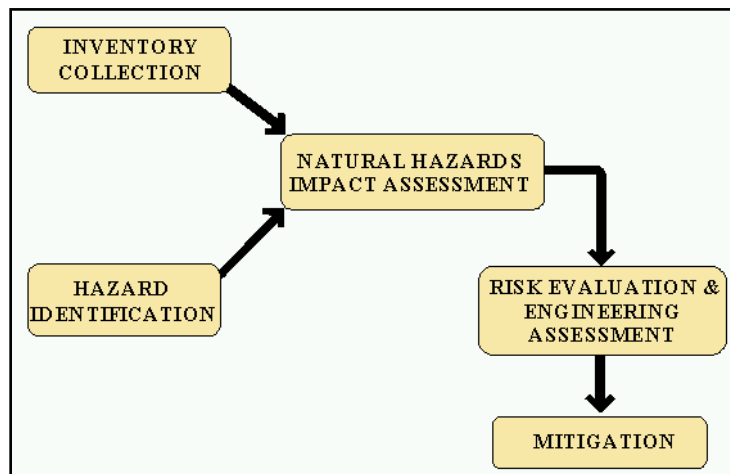 INVENTORY
COLLECTION
NATURAL HAZARDS
IMPACT ASSESSMENT
HAZARD
IDENTIFICATION
RISK EVALUATION &
ENGINEERING
ASSESSMENT
MITIGATION